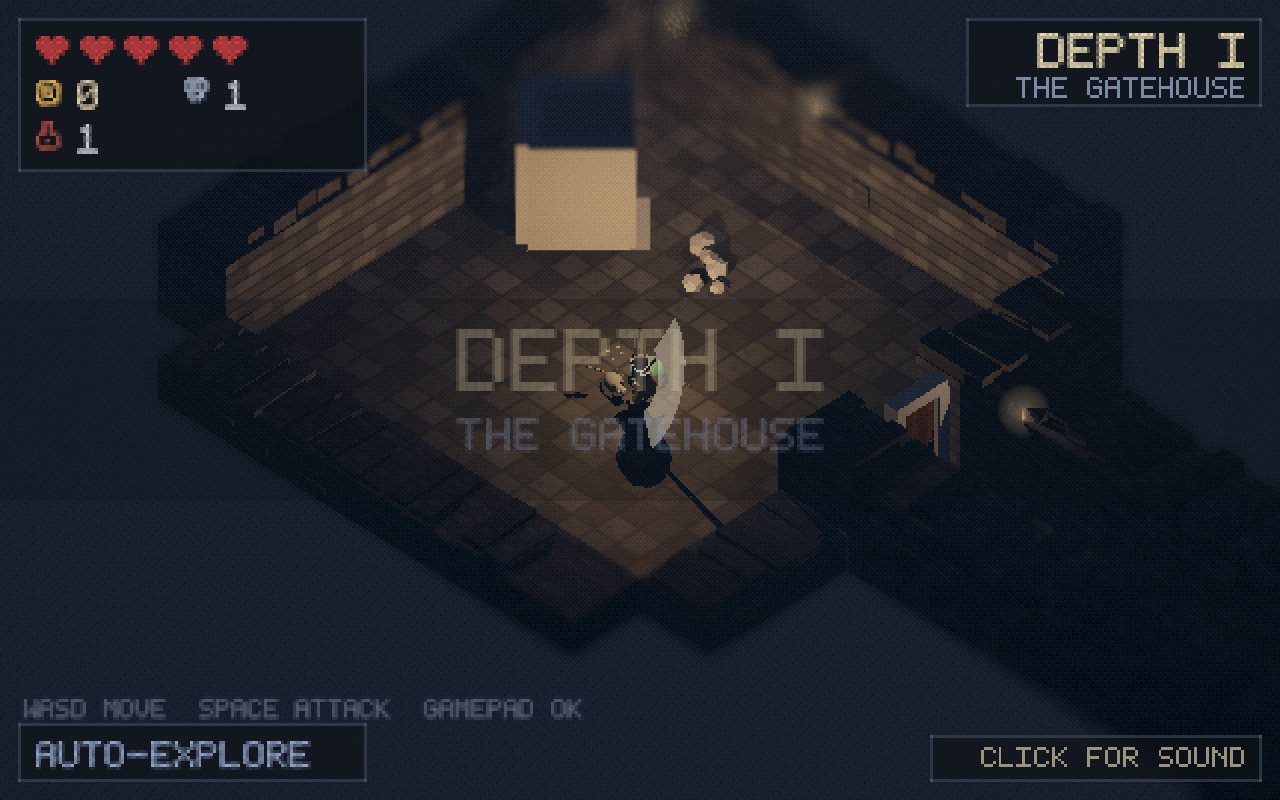 0
1
1
DEPTH I
THE GATEHOUSE
DEPTH I
THE GATEHOUSE
WASD MOVE SPACE ATTACK GAMEPAD OK
AUTO-EXPLORE
CLICK FOR SOUND